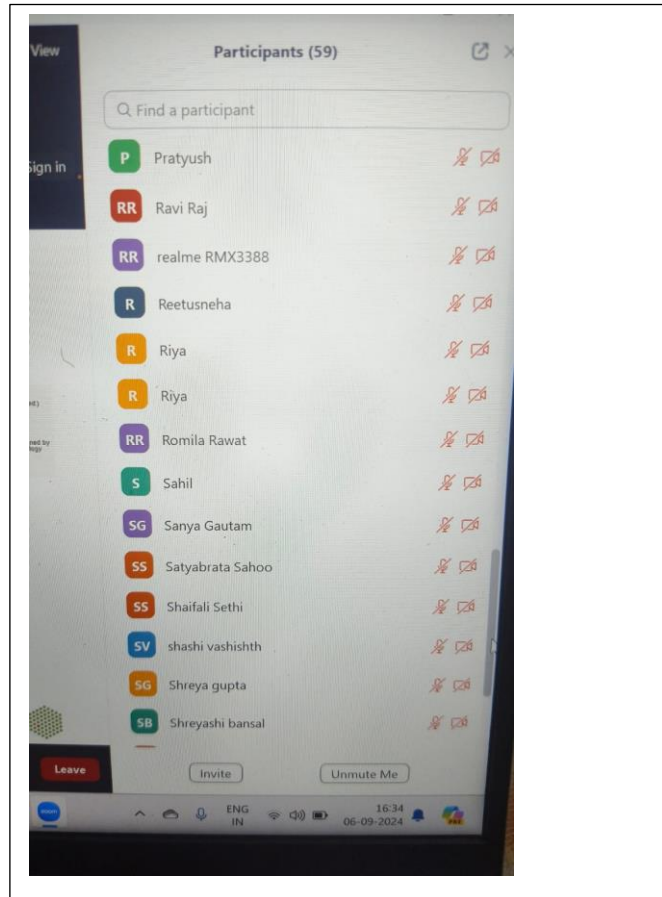 View
Participants (59)
Find a participant
Sign in
P Pratyush
RR Ravi Raj
RR realme RMX3388
R Reetusneha
R Riya
R Riya
RR Romila Rawat
S Sahil
SG Sanya Gautam
SS Satyabrata Sahoo
SS Shaifali Sethi
SV shashi vashishth
SG Shreya gupta
SB Shreyashi bansal
Leave
Invite
Unmute Me
zoom
ENG
IN
16:34
06-09-2024
PRE